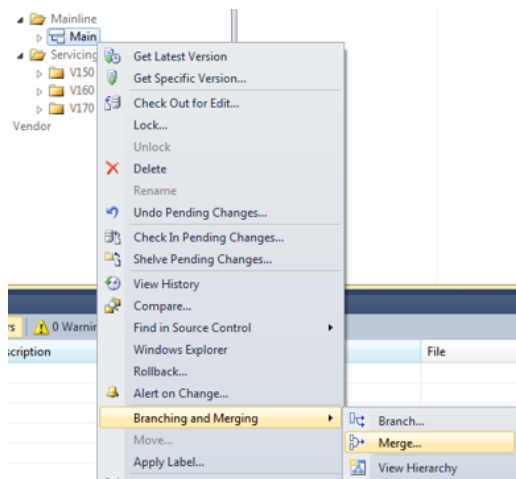 Mainline
Main
Servicing
V150
V160
V170
Vendor
Get Latest Version
Get Specific Version...
Check Out for Edit...
Lock...
Unlock
Delete
Rename
Undo Pending Changes...
Check In Pending Changes...
Shelve Pending Changes...
View History
Compare...
Find in Source Control
Windows Explorer
Rollback...
Alert on Change...
Branching and Merging
Move...
Apply Label...
Branch...
Merge...
View Hierarchy
0 Warnin
scription
File